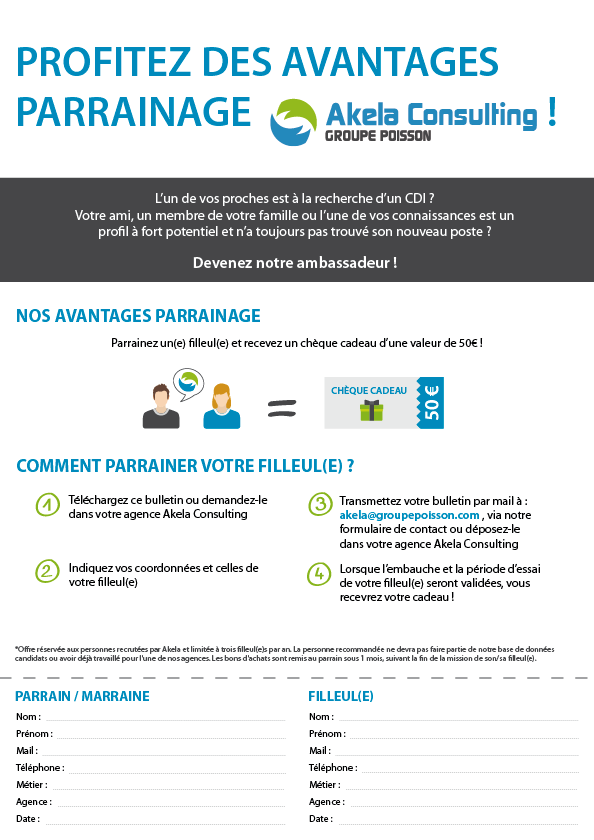 PROFITEZ DES AVANTAGES
PARRAINAGE Akela Consulting !
GROUPE POISSON
L'un de vos proches est à la recherche d'un CDI ?
Votre ami, un membre de votre famille ou l'une de vos connaissances est un
profil à fort potentiel et n'a toujours pas trouvé son nouveau poste ?
Devenez notre ambassadeur !
NOS AVANTAGES PARRAINAGE
Parrainez un(e) filleul(e) et recevez un chèque cadeau d'une valeur de 50€ !
=
CHÈQUE CADEAU
50 €
COMMENT PARRAINER VOTRE FILLEUL(E) ?
1 Téléchargez ce bulletin ou demandez-le
dans votre agence Akela Consulting
2 Indiquez vos coordonnées et celles de
votre filleul(e)
3 Transmettez votre bulletin par mail à :
akela@groupepoisson.com , via notre
formulaire de contact ou déposez-le
dans votre agence Akela Consulting
4 Lorsque l'embauche et la période d'essai
de votre filleul(e) seront validées, vous
recevrez votre cadeau !
*Offre réservée aux personnes recrutées par Akela et limitée à trois filleul(e)s par an. La personne recommandée ne devra pas faire partie de notre base de données
candidats ou avoir déjà travaillé pour l'une de nos agences. Les bons d'achats sont remis au parrain sous 1 mois, suivant la fin de la mission de son/sa filleul(e).
PARRAIN / MARRAINE
Nom :
Prénom :
Mail :
Téléphone :
Métier :
Agence :
Date :
FILLEUL(E)
Nom :
Prénom :
Mail :
Téléphone :
Métier :
Agence :
Date :